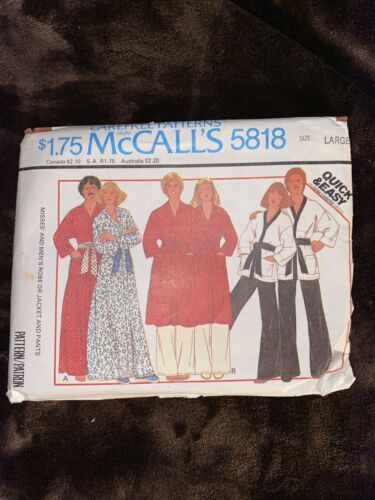 CAREFREE PATTERNS
FROM
$1.75 McCALL'S 5818 SIZE LARGE
Canada $2.10 S.A. R1.75 Australia $2.20
QUICK
&EASY
MISSES' AND MEN'S ROBE OR JACKET AND PANTS
PATTERN/PATRON
A
B